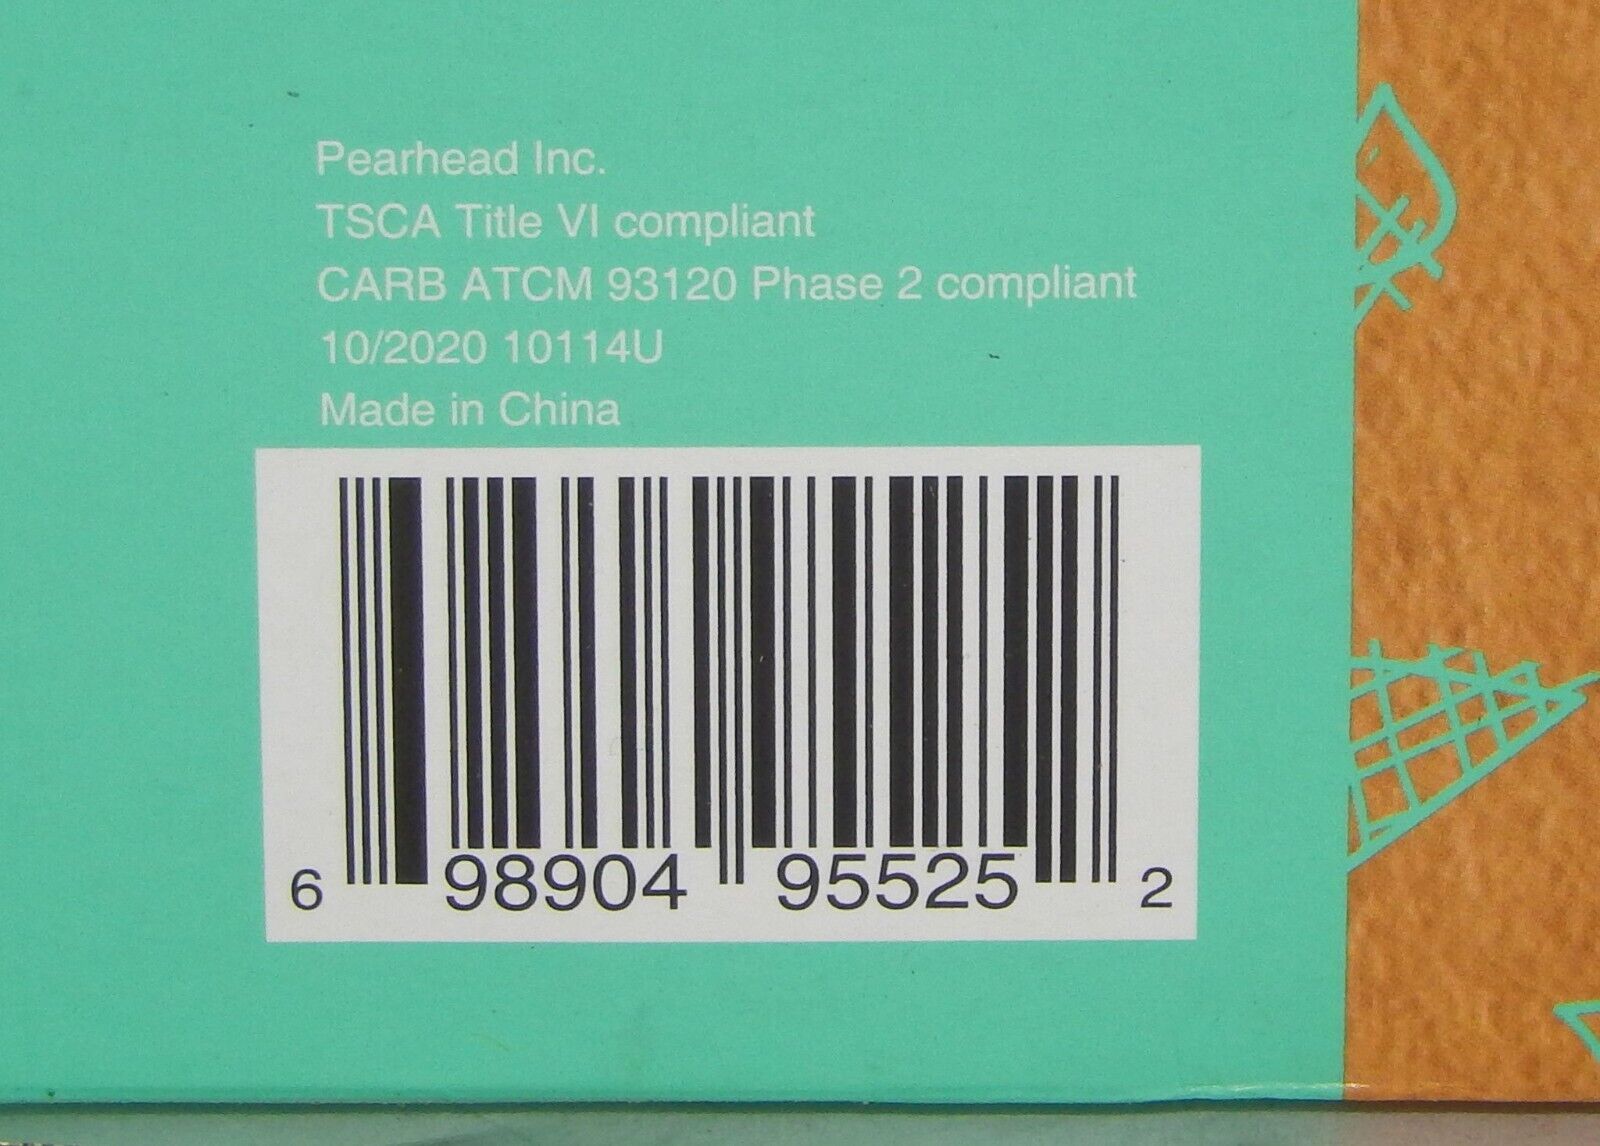 Pearhead Inc.
TSCA Title VI compliant
CARB ATCM 93120 Phase 2 compliant
10/2020 10114U
Made in China
6 98904 95525 2